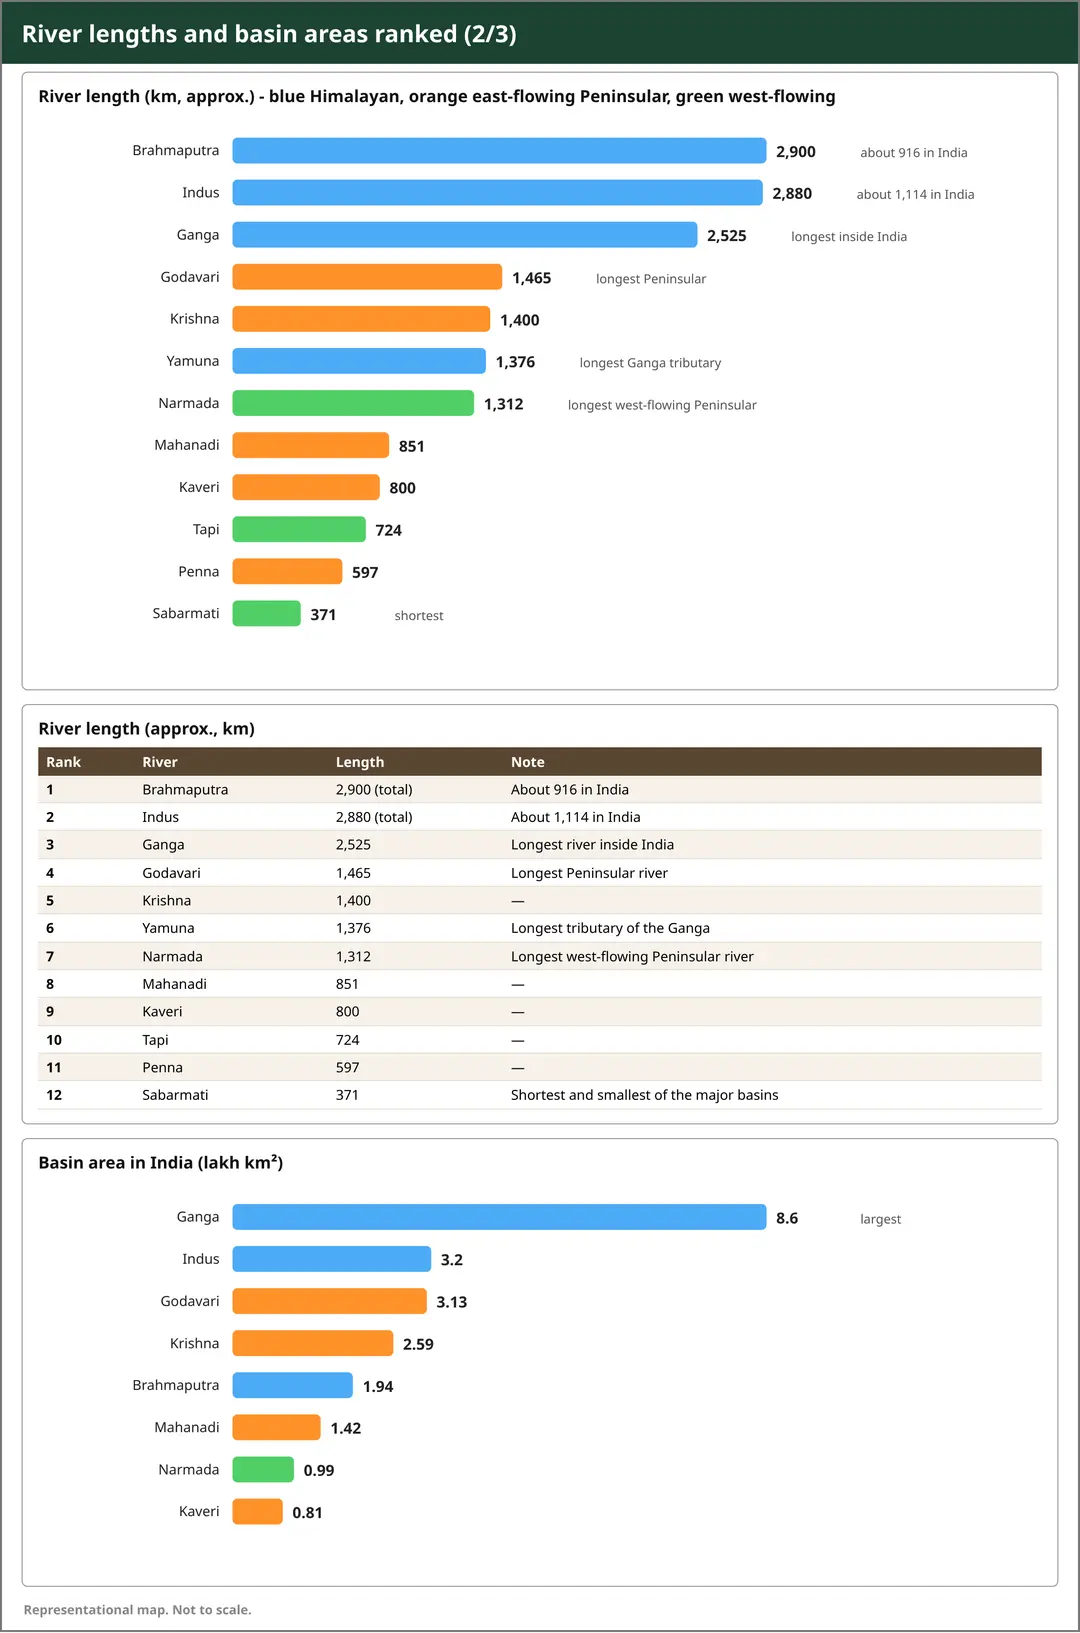 River lengths and basin areas ranked (2/3)
River length (km, approx.) - blue Himalayan, orange east-flowing Peninsular, green west-flowing
Brahmaputra 2,900 about 916 in India
Indus 2,880 about 1,114 in India
Ganga 2,525 longest inside India
Godavari 1,465 longest Peninsular
Krishna 1,400
Yamuna 1,376 longest Ganga tributary
Narmada 1,312 longest west-flowing Peninsular
Mahanadi 851
Kaveri 800
Tapi 724
Penna 597
Sabarmati 371 shortest
River length (approx., km)
Rank River Length Note
1 Brahmaputra 2,900 (total) About 916 in India
2 Indus 2,880 (total) About 1,114 in India
3 Ganga 2,525 Longest river inside India
4 Godavari 1,465 Longest Peninsular river
5 Krishna 1,400 —
6 Yamuna 1,376 Longest tributary of the Ganga
7 Narmada 1,312 Longest west-flowing Peninsular river
8 Mahanadi 851 —
9 Kaveri 800 —
10 Tapi 724 —
11 Penna 597 —
12 Sabarmati 371 Shortest and smallest of the major basins
Basin area in India (lakh km²)
Ganga 8.6 largest
Indus 3.2
Godavari 3.13
Krishna 2.59
Brahmaputra 1.94
Mahanadi 1.42
Narmada 0.99
Kaveri 0.81
Representational map. Not to scale.